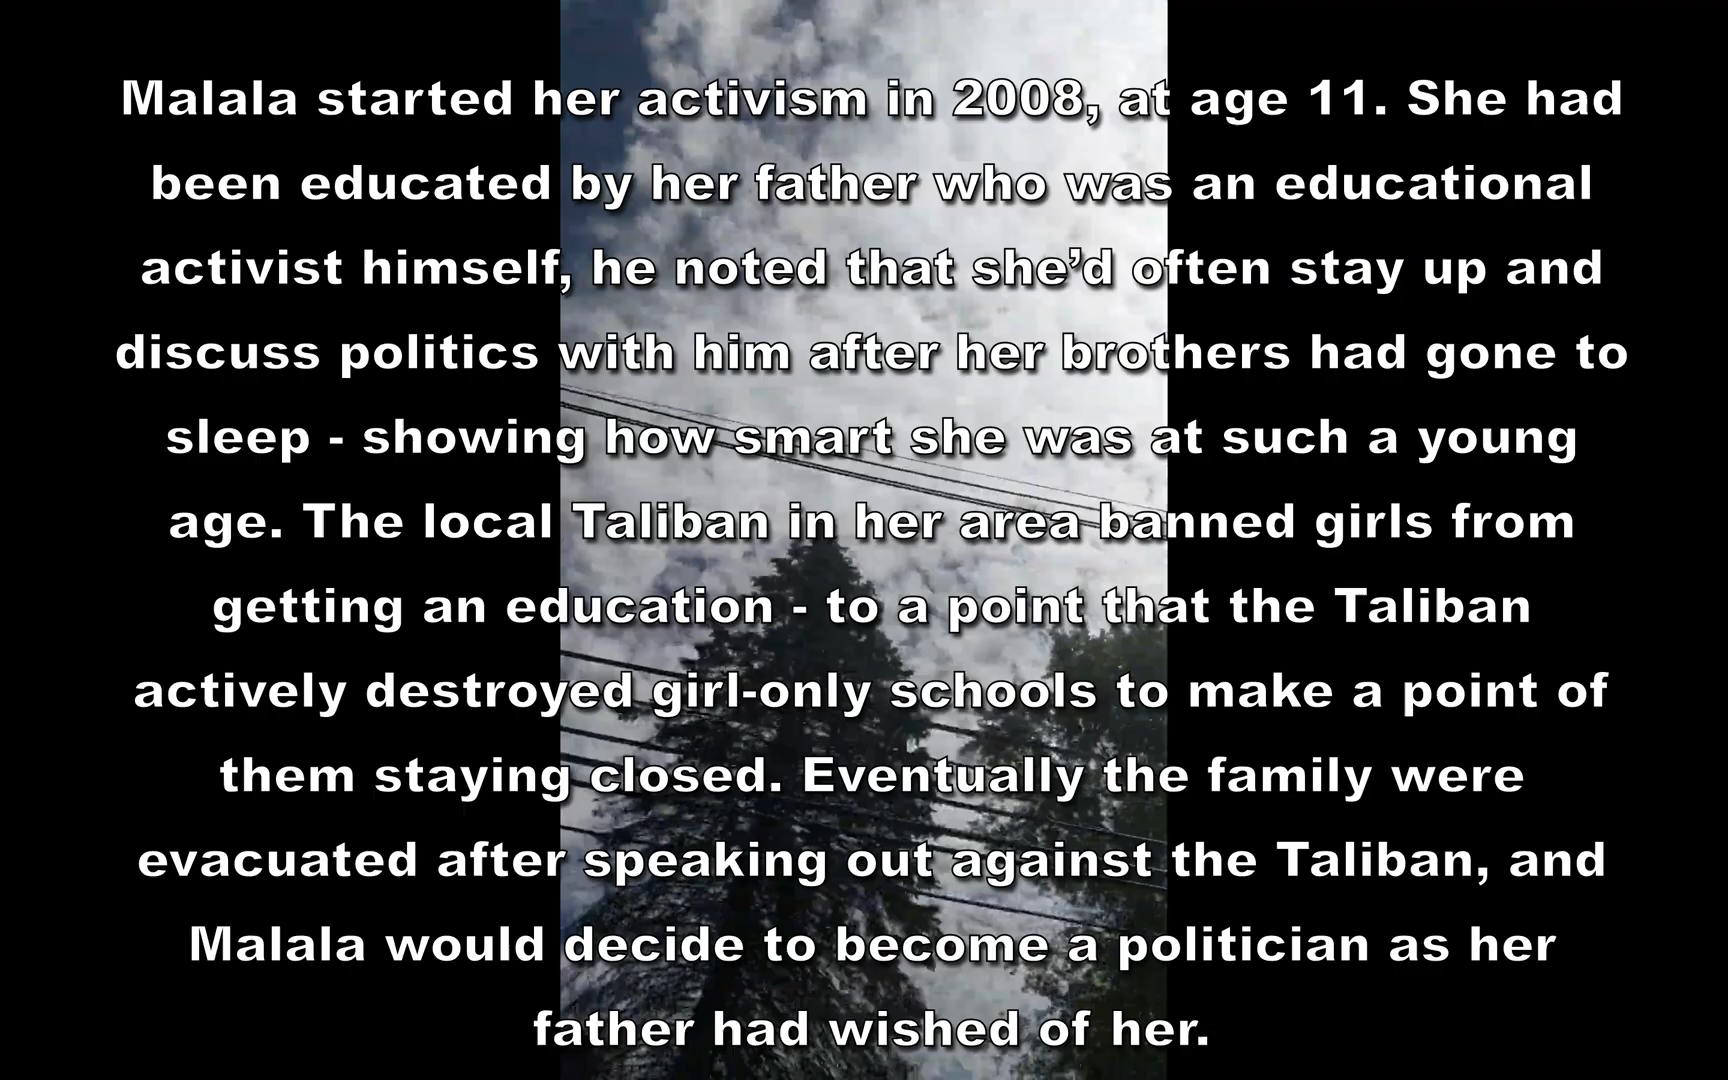 Malala started her activism in 2008, at age 11. She had
been educated by her father who was an educational
activist himself, he noted that she’d often stay up and
discuss politics with him after her brothers had gone to
sleep - showing how smart she was at such a young
age. The local Taliban in her area banned girls from
getting an education - to a point that the Taliban
actively destroyed girl-only schools to make a point of
them staying closed. Eventually the family were
evacuated after speaking out against the Taliban, and
Malala would decide to become a politician as her
father had wished of her.